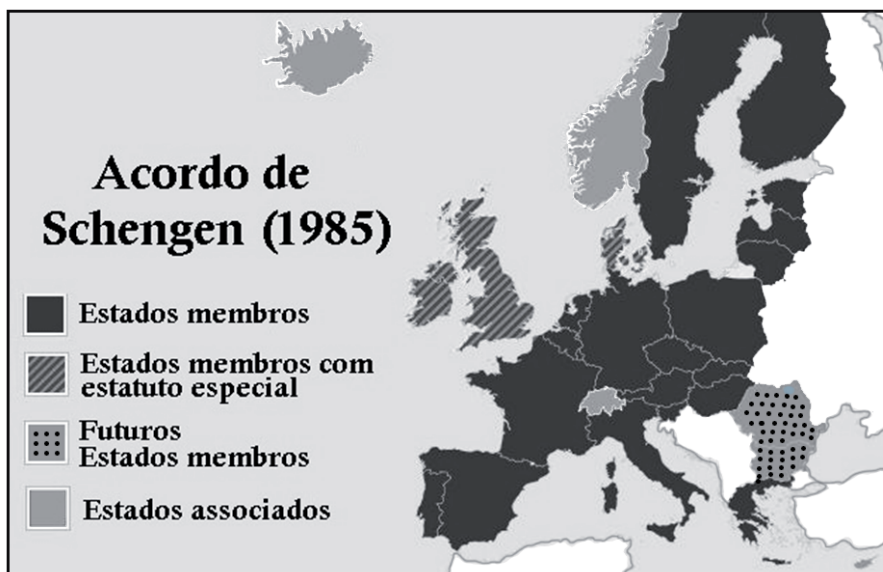 Acordo de
Schengen (1985)
Estados membros
Estados membros com
estatuto especial
Futuros
Estados membros
Estados associados